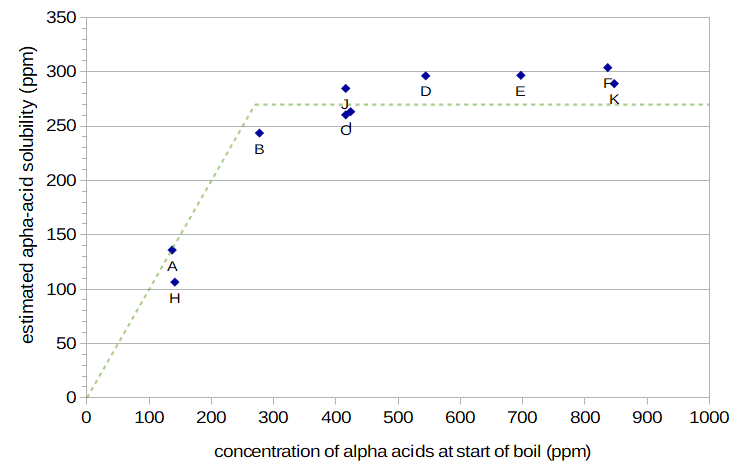 350
300
250
200
150
100
50
0
estimated apha-acid solubility (ppm)
A
H
B
J
C
I
D
E
F
K
0 100 200 300 400 500 600 700 800 900 1000
concentration of alpha acids at start of boil (ppm)